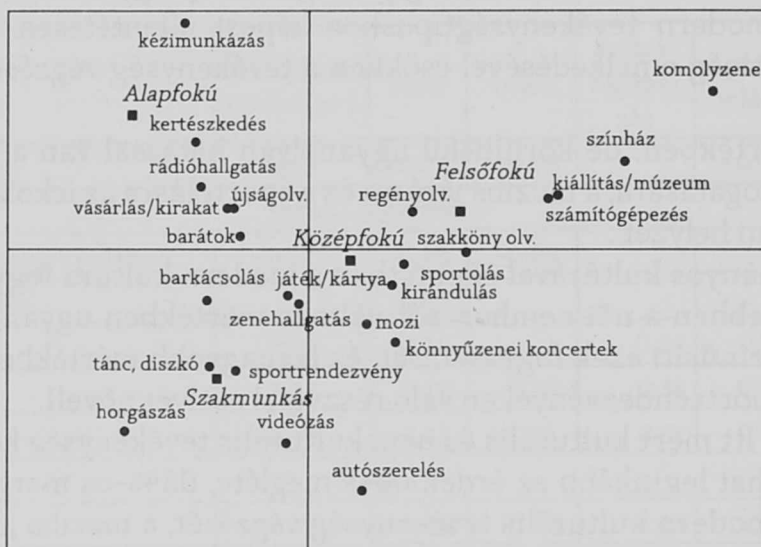 kézimunkázás
komolyzene
Alapfokú
kertészkedés
színház
rádióhallgatás
Felsőfokú
kiállítás/múzeum
vásárlás/kirakat
újságolv.
regényolv.
számítógépezés
barátok
Középfokú
szakköny olv.
barkácsolás
játék/kártya
sportolás
kirándulás
zenehallgatás
mozi
könnyűzenei koncertek
tánc, diszkó
sportrendezvény
Szakmunkás
horgászás
videózás
autószerelés